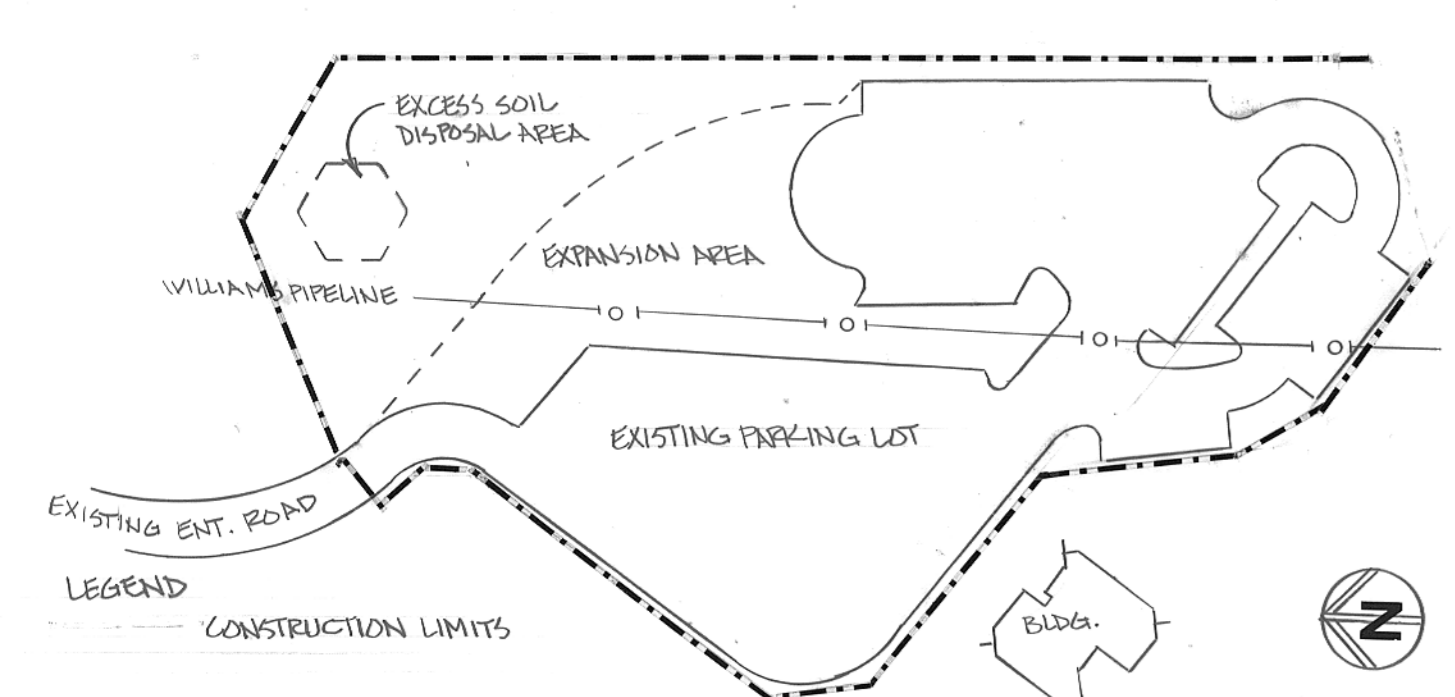 EXCESS SOIL
DISPOSAL AREA
EXPANSION AREA
WILLIAMS PIPELINE
EXISTING PARKING LOT
EXISTING ENT. ROAD
LEGEND
CONSTRUCTION LIMITS
BLDG.
N